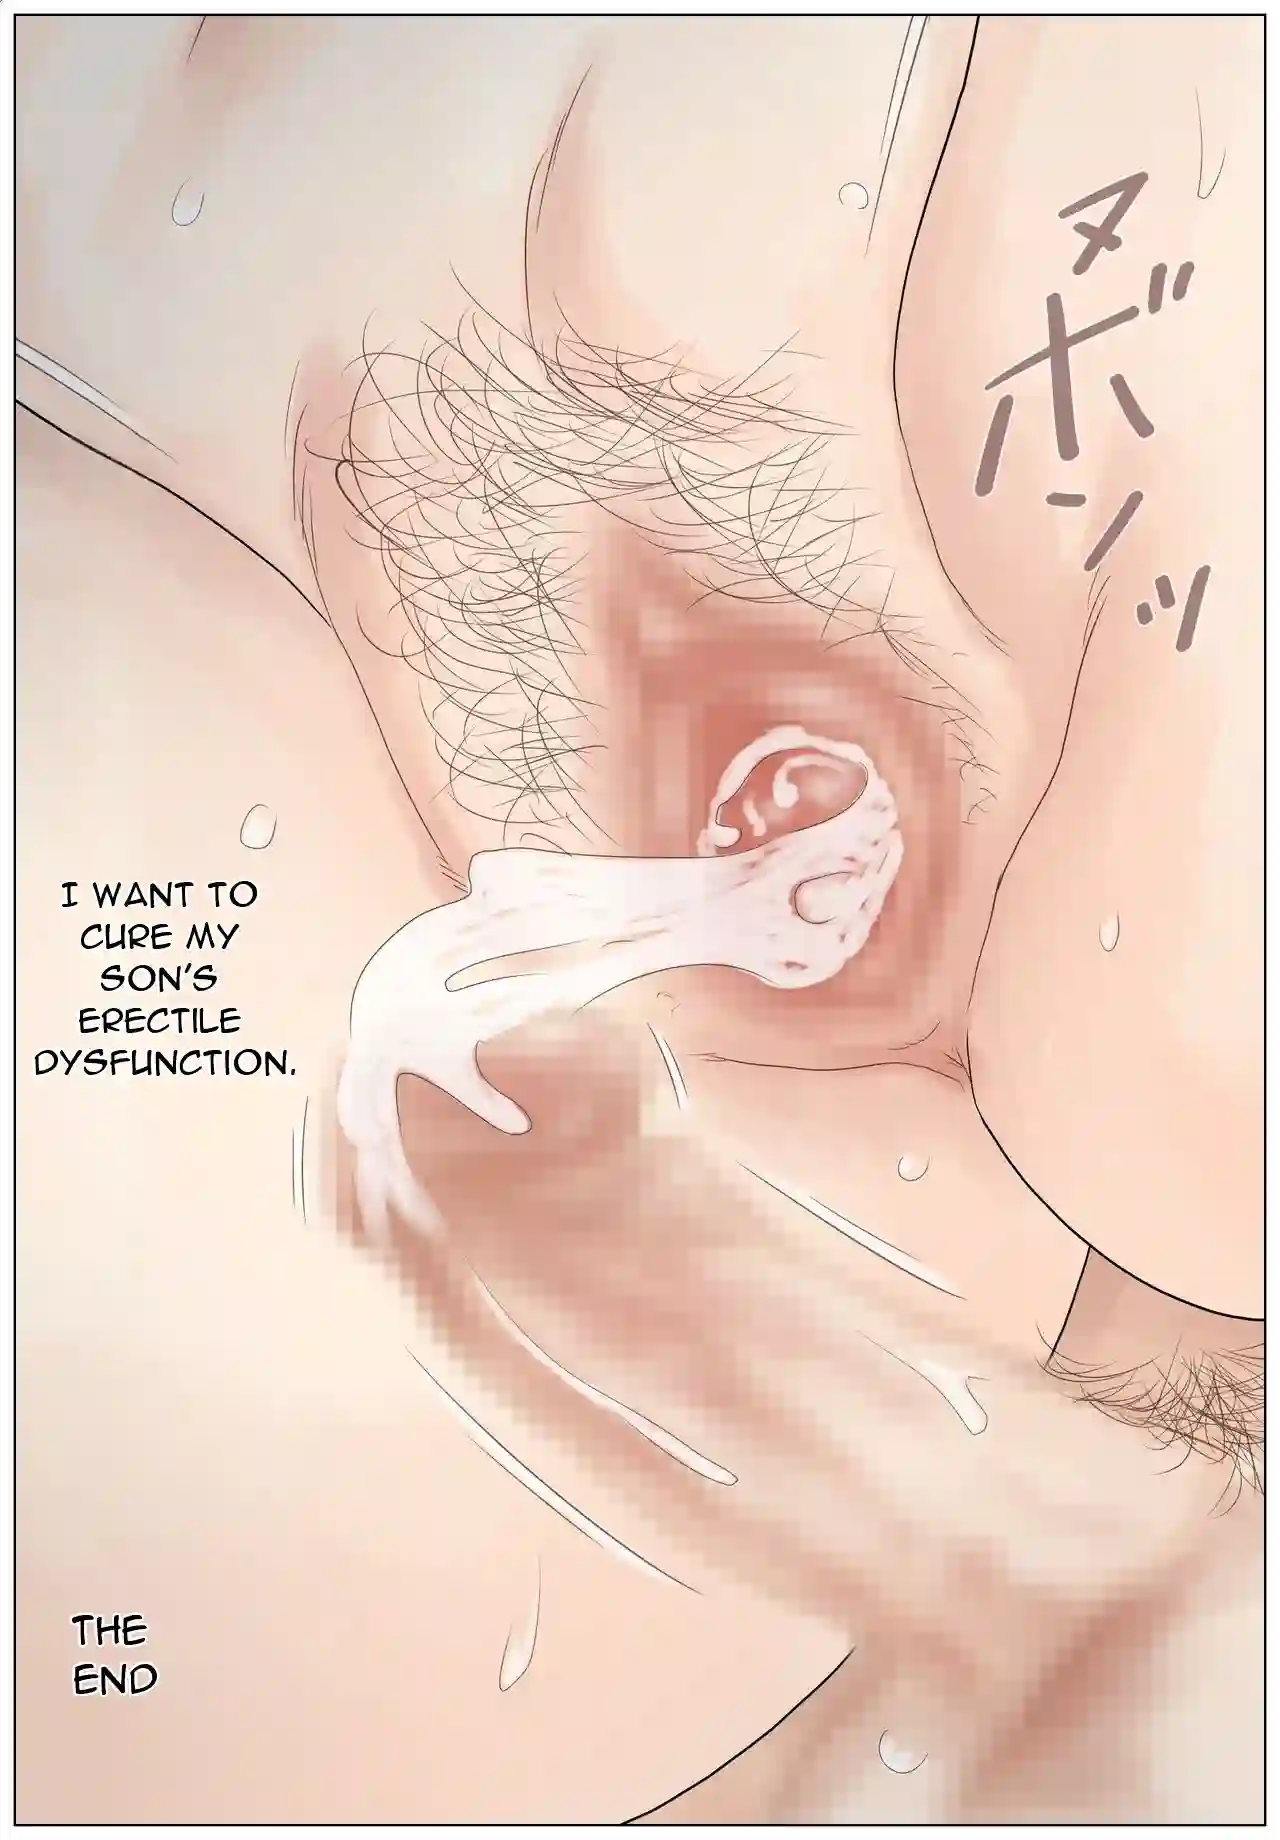 ヌボンッ
I WANT TO
CURE MY
SON'S
ERECTILE
DYSFUNCTION.
THE
END